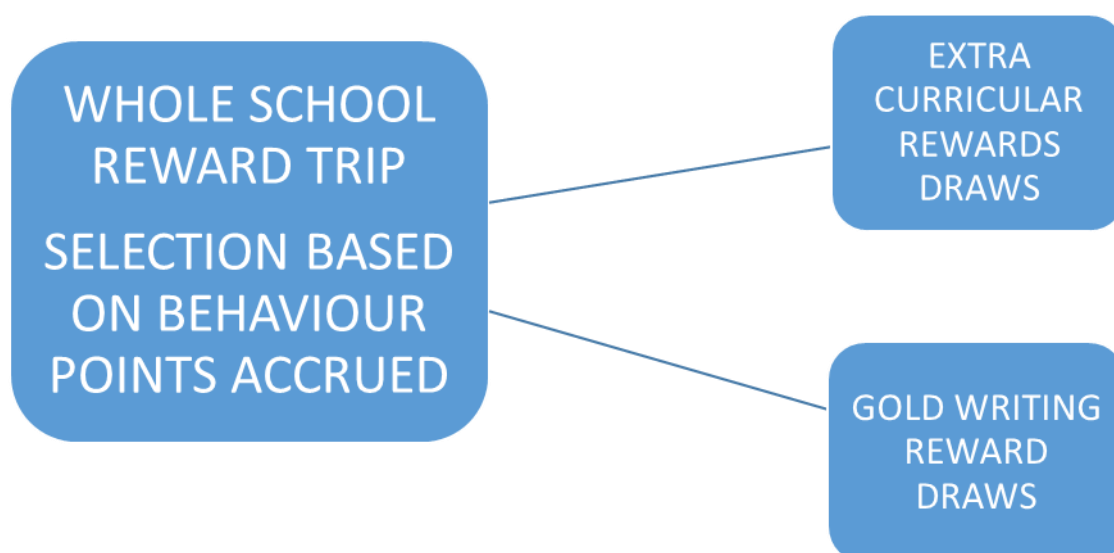 WHOLE SCHOOL
REWARD TRIP
SELECTION BASED
ON BEHAVIOUR
POINTS ACCRUED
EXTRA
CURRICULAR
REWARDS
DRAWS
GOLD WRITING
REWARD
DRAWS